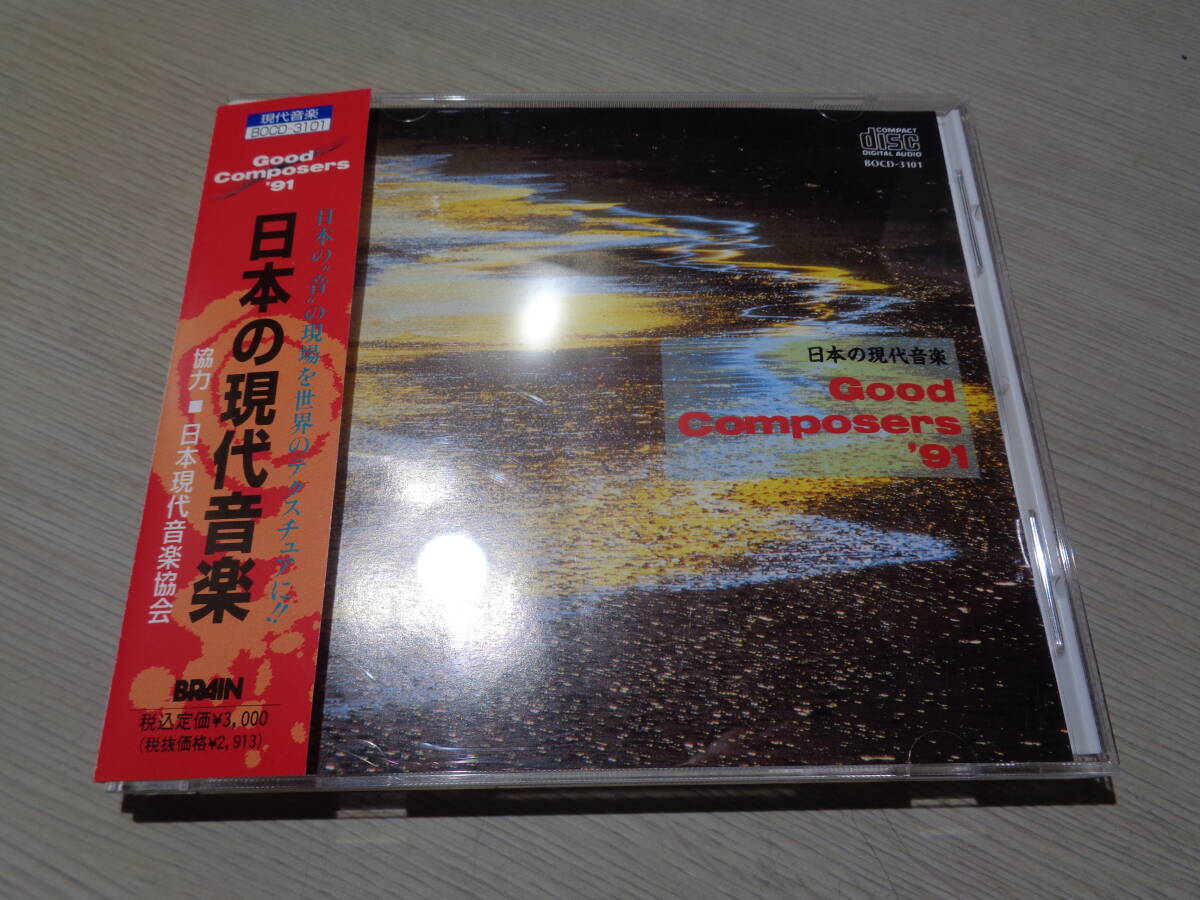 現代音楽
BOCD-3101
Good
Composers
'91
日本の“音”の現場を世界のテクスチュアに!!
日本の現代音楽
協力■日本現代音楽協会
BRAIN
税込定価¥3,000
(税抜価格¥2,913)
COMPACT
disc
DIGITAL AUDIO
BOCD-3101
日本の現代音楽
Good
Composers
'91